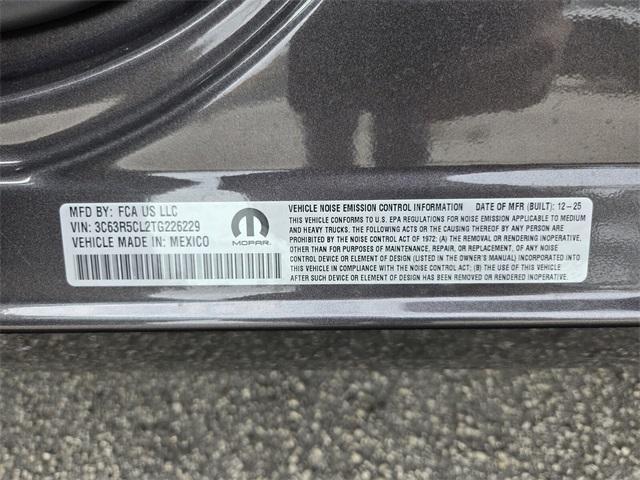 MFD BY: FCA US LLC
VIN: 3C63R5CL2TG226229
VEHICLE MADE IN: MEXICO
MOPAR.
VEHICLE NOISE EMISSION CONTROL INFORMATION DATE OF MFR (BUILT): 12-25
THIS VEHICLE CONFORMS TO U.S. EPA REGULATIONS FOR NOISE EMISSION APPLICABLE TO MEDIUM
AND HEAVY TRUCKS. THE FOLLOWING ACTS OR THE CAUSING THEREOF BY ANY PERSON ARE
PROHIBITED BY THE NOISE CONTROL ACT OF 1972: (A) THE REMOVAL OR RENDERING INOPERATIVE,
OTHER THAN FOR PURPOSES OF MAINTENANCE, REPAIR, OR REPLACEMENT, OF ANY NOISE
CONTROL DEVICE OR ELEMENT OF DESIGN (LISTED IN THE OWNER'S MANUAL) INCORPORATED
INTO THIS VEHICLE IN COMPLIANCE WITH THE NOISE CONTROL ACT; (B) THE USE OF THIS VEHICLE
AFTER SUCH DEVICE OR ELEMENT OF DESIGN HAS BEEN REMOVED OR RENDERED INOPERATIVE.